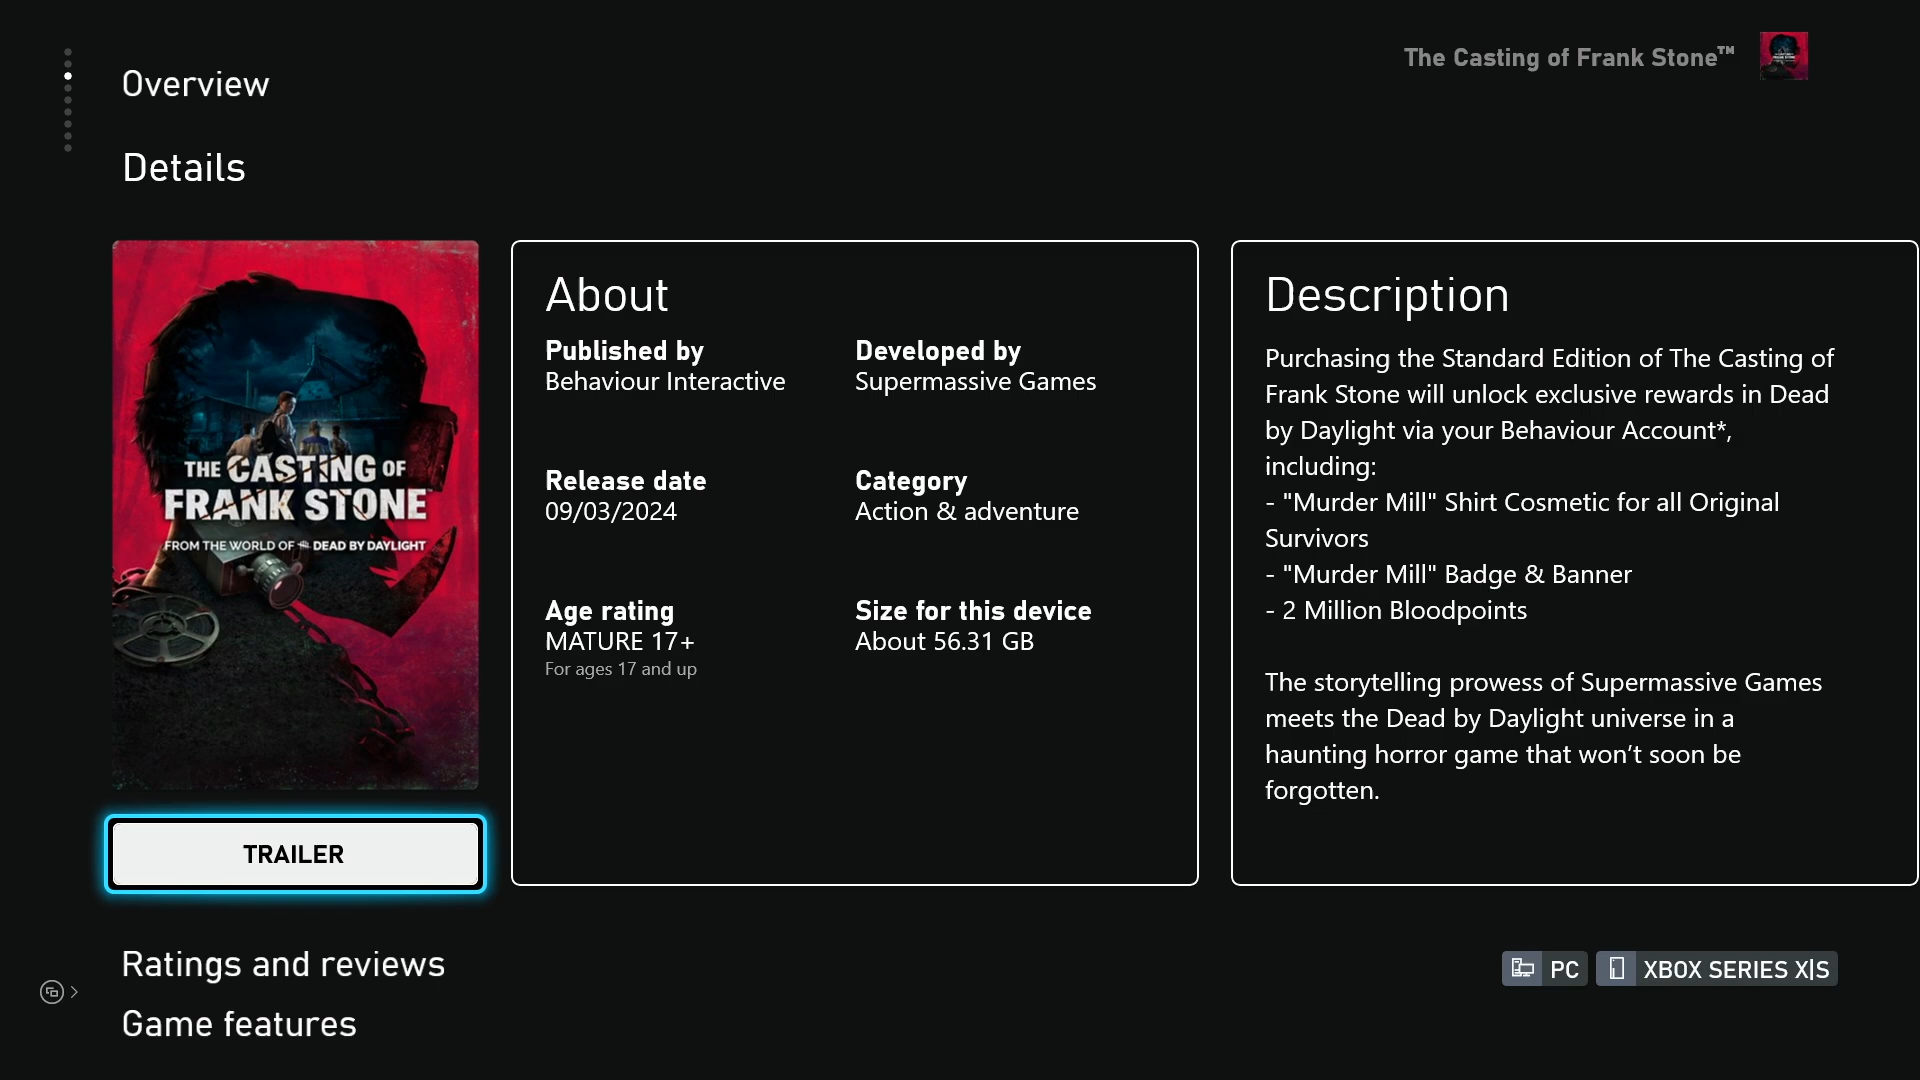 The Casting of Frank Stone™
Overview
Details
THE CASTING OF
FRANK STONE
FROM THE WORLD OF DEAD BY DAYLIGHT
TRAILER
About
Published by
Behaviour Interactive
Developed by
Supermassive Games
Release date
09/03/2024
Category
Action & adventure
Age rating
MATURE 17+
For ages 17 and up
Size for this device
About 56.31 GB
Description
Purchasing the Standard Edition of The Casting of
Frank Stone will unlock exclusive rewards in Dead
by Daylight via your Behaviour Account*,
including:
- "Murder Mill" Shirt Cosmetic for all Original
Survivors
- "Murder Mill" Badge & Banner
- 2 Million Bloodpoints
The storytelling prowess of Supermassive Games
meets the Dead by Daylight universe in a
haunting horror game that won’t soon be
forgotten.
Ratings and reviews
Game features
PC
XBOX SERIES X|S